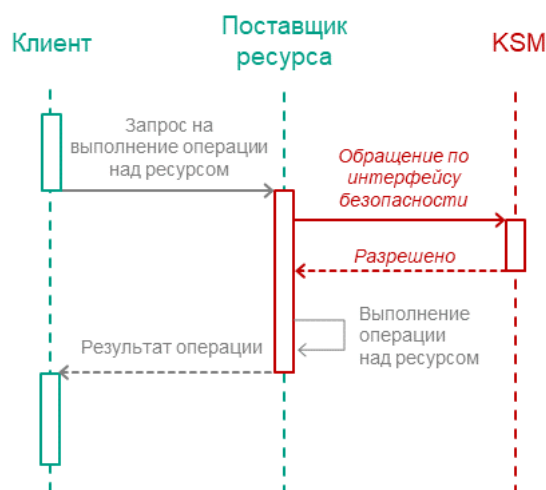 Клиент
Поставщик
ресурса
KSM
Запрос на
выполнение операции
над ресурсом
Обращение по
интерфейсу
безопасности
Разрешено
Выполнение
операции
над ресурсом
Результат операции